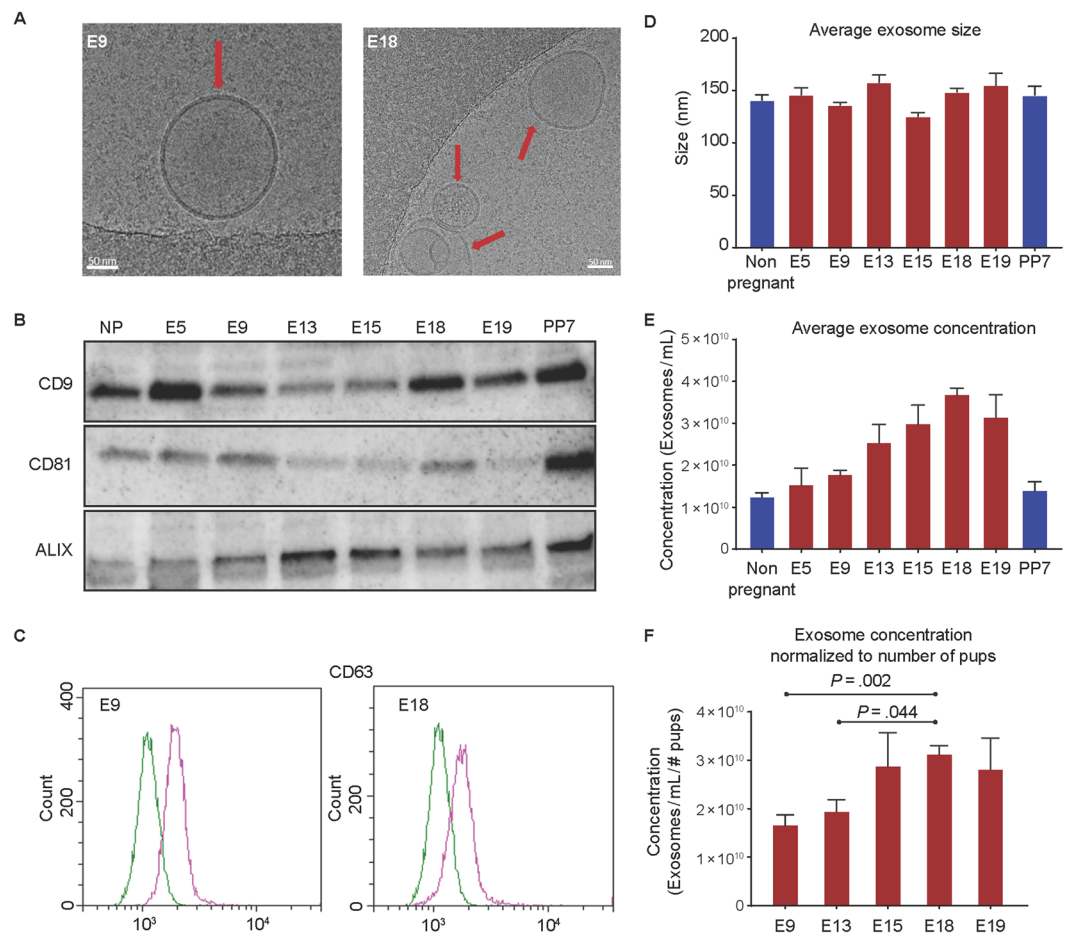 A
E9
50 nm
E18
50 nm
B
NP E5 E9 E13 E15 E18 E19 PP7
CD9
CD81
ALIX
C
CD63
E9
Count
400
200
0
10³ 10⁴
E18
Count
200
0
10³ 10⁴
D
Average exosome size
Size (nm)
200
150
100
50
0
Non pregnant E5 E9 E13 E15 E18 E19 PP7
E
Average exosome concentration
Concentration (Exosomes/mL)
5×10¹⁰
4×10¹⁰
3×10¹⁰
2×10¹⁰
1×10¹⁰
0
Non pregnant E5 E9 E13 E15 E18 E19 PP7
F
Exosome concentration
normalized to number of pups
P = .002
P = .044
Concentration
(Exosomes/mL/# pups)
4×10¹⁰
3×10¹⁰
2×10¹⁰
1×10¹⁰
0
E9 E13 E15 E18 E19